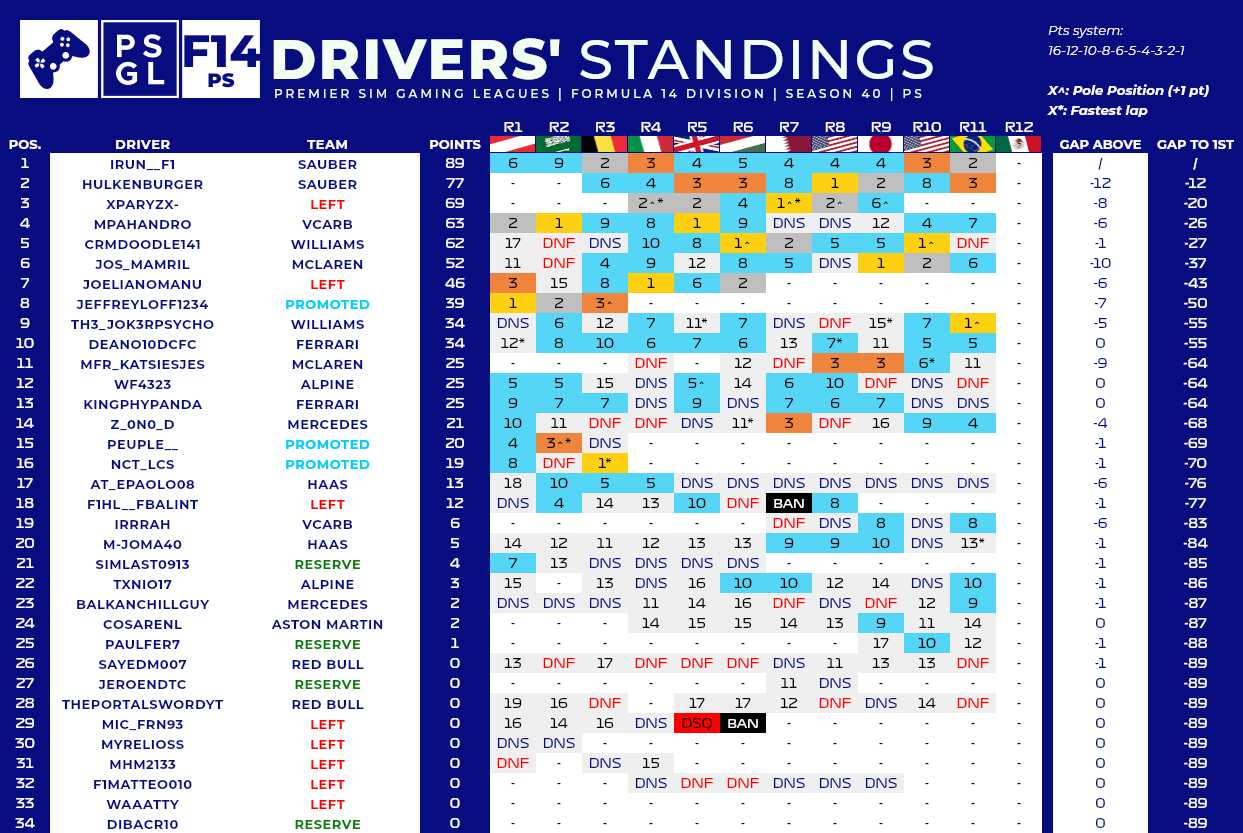 PS
GL
F14
PS
DRIVERS' STANDINGS
PREMIER SIM GAMING LEAGUES | FORMULA 14 DIVISION | SEASON 40 | PS
Pts system:
16-12-10-8-6-5-4-3-2-1
X^: Pole Position (+1 pt)
X*: Fastest lap
R1 R2 R3 R4 R5 R6 R7 R8 R9 R10 R11 R12
POS. DRIVER TEAM POINTS GAP ABOVE GAP TO 1ST
1 IRUN__F1 SAUBER 89 6 9 2 3 4 5 4 4 4 3 2 - / /
2 HULKENBURGER SAUBER 77 - - 6 4 3 3 8 1 2 8 3 - -12 -12
3 XPARYZX- LEFT 69 - - - 2^* 2 4 1^* 2^ 6^ - - - -8 -20
4 MPAHANDRO VCARB 63 2 1 9 8 1 9 DNS DNS 12 4 7 - -6 -26
5 CRMDOODLE141 WILLIAMS 62 17 DNF DNS 10 8 1^ 2 5 5 1^ DNF - -1 -27
6 JOS_MAMRIL MCLAREN 52 11 DNF 4 9 12 8 5 DNS 1 2 6 - -10 -37
7 JOELIANOMANU LEFT 46 3 15 8 1 6 2 - - - - - - -6 -43
8 JEFFREYLOFF1234 PROMOTED 39 1 2 3^ - - - - - - - - - -7 -50
9 TH3_JOK3RPSYCHO WILLIAMS 34 DNS 6 12 7 11* 7 DNS DNF 15* 7 1^ - -5 -55
10 DEANO10DCFC FERRARI 34 12* 8 10 6 7 6 13 7* 11 5 5 - 0 -55
11 MFR_KATSIESJES MCLAREN 25 - - - DNF - 12 DNF 3 3 6* 11 - -9 -64
12 WF4323 ALPINE 25 5 5 15 DNS 5^ 14 6 10 DNF DNS DNF - 0 -64
13 KINGPHYPANDA FERRARI 25 9 7 7 DNS 9 DNS 7 6 7 DNS DNS - 0 -64
14 Z_0N0_D MERCEDES 21 10 11 DNF DNF DNS 11* 3 DNF 16 9 4 - -4 -68
15 PEUPLE__ PROMOTED 20 4 3^* DNS - - - - - - - - - -1 -69
16 NCT_LCS PROMOTED 19 8 DNF 1* - - - - - - - - - -1 -70
17 AT_EPAOLO08 HAAS 13 18 10 5 5 DNS DNS DNS DNS DNS DNS DNS - -6 -76
18 F1HL__FBALINT LEFT 12 DNS 4 14 13 10 DNF BAN 8 - - - - -1 -77
19 IRRRAH VCARB 6 - - - - - - DNF DNS 8 DNS 8 - -6 -83
20 M-JOMA40 HAAS 5 14 12 11 12 13 13 9 9 10 DNS 13* - -1 -84
21 SIMLAST0913 RESERVE 4 7 13 DNS DNS DNS DNS - - - - - - -1 -85
22 TXNIO17 ALPINE 3 15 - 13 DNS 16 10 10 12 14 DNS 10 - -1 -86
23 BALKANCHILLGUY MERCEDES 2 DNS DNS DNS 11 14 16 DNF DNS DNF 12 9 - -1 -87
24 COSARENL ASTON MARTIN 2 - - - 14 15 15 14 13 9 11 14 - 0 -87
25 PAULFER7 RESERVE 1 - - - - - - - - 17 10 12 - -1 -88
26 SAYEDM007 RED BULL 0 13 DNF 17 DNF DNF DNF DNS 11 13 13 DNF - -1 -89
27 JEROENDTC RESERVE 0 - - - - - - 11 DNS - - - - 0 -89
28 THEPORTALSWORDYT RED BULL 0 19 16 DNF - 17 17 12 DNF DNS 14 DNF - 0 -89
29 MIC_FRN93 LEFT 0 16 14 16 DNS DSQ BAN - - - - - - 0 -89
30 MYRELIOSS LEFT 0 DNS DNS - - - - - - - - - - 0 -89
31 MHM2133 LEFT 0 DNF - DNS 15 - - - - - - - - 0 -89
32 F1MATTEO010 LEFT 0 - - - DNS DNF DNF DNS DNS DNS - - - 0 -89
33 WAAATTY LEFT 0 - - - - - - - - - - - - 0 -89
34 DIBACR10 RESERVE 0 - - - - - - - - - - - - 0 -89